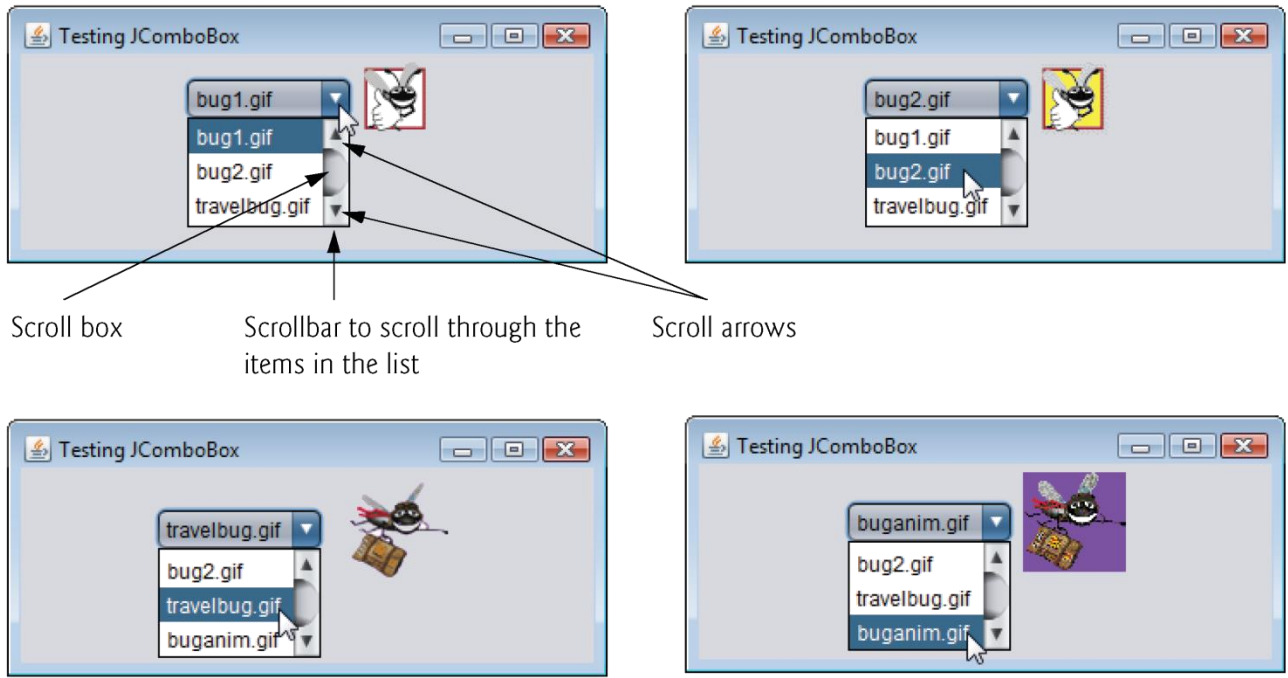 Testing JComboBox
bug1.gif
bug1.gif
bug2.gif
travelbug.gif
Testing JComboBox
bug2.gif
bug1.gif
bug2.gif
travelbug.gif
Scroll box
Scrollbar to scroll through the
items in the list
Scroll arrows
Testing JComboBox
travelbug.gif
bug2.gif
travelbug.gif
buganim.gif
Testing JComboBox
buganim.gif
bug2.gif
travelbug.gif
buganim.gif